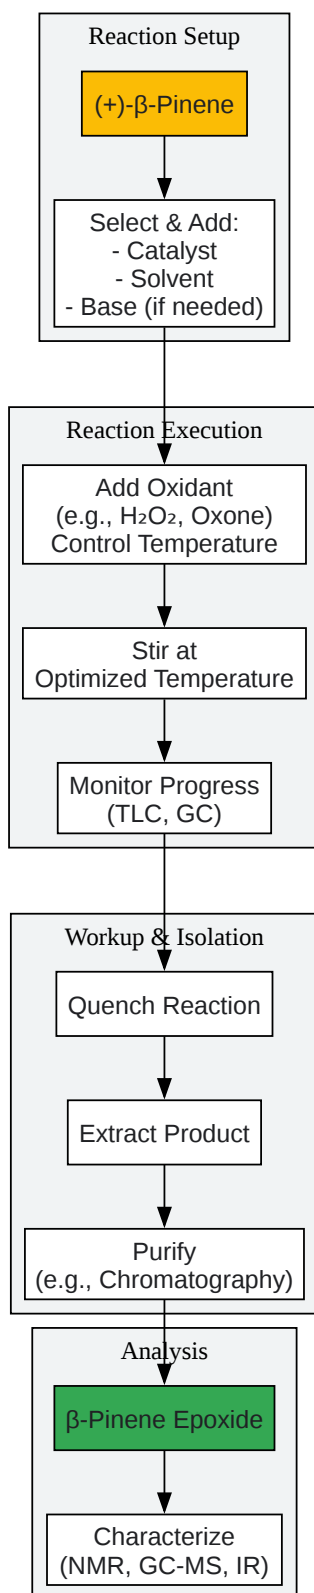 Reaction Setup
(+)-β-Pinene
Select & Add:
- Catalyst
- Solvent
- Base (if needed)
Reaction Execution
Add Oxidant
(e.g., H₂O₂, Oxone)
Control Temperature
Stir at
Optimized Temperature
Monitor Progress
(TLC, GC)
Workup & Isolation
Quench Reaction
Extract Product
Purify
(e.g., Chromatography)
Analysis
β-Pinene Epoxide
Characterize
(NMR, GC-MS, IR)